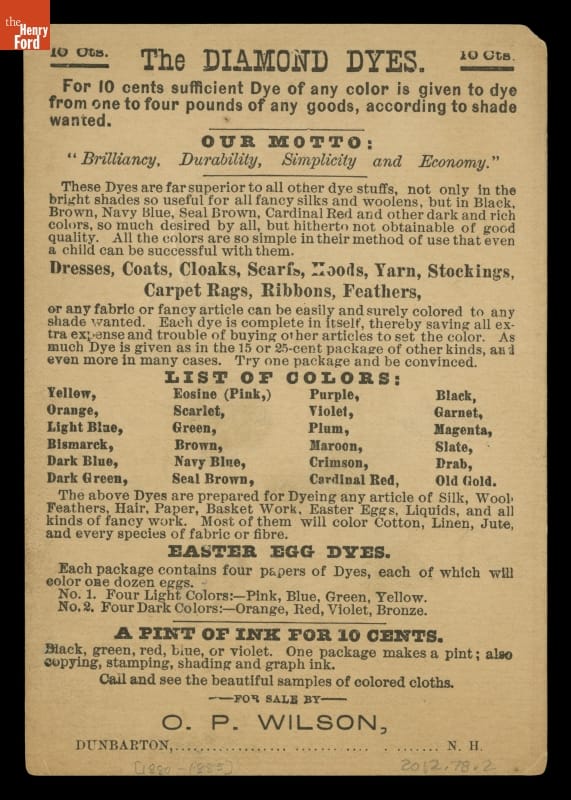 the
Henry
Ford
10 Cts. The DIAMOND DYES. 10 Cts.
For 10 cents sufficient Dye of any color is given to dye
from one to four pounds of any goods, according to shade
wanted.
OUR MOTTO:
"Brilliancy, Durability, Simplicity and Economy."
These Dyes are far superior to all other dye stuffs, not only in the
bright shades so useful for all fancy silks and woolens, but in Black,
Brown, Navy Blue, Seal Brown, Cardinal Red and other dark and rich
colors, so much desired by all, but hitherto not obtainable of good
quality. All the colors are so simple in their method of use that even
a child can be successful with them.
Dresses, Coats, Cloaks, Scarfs, Hoods, Yarn, Stockings,
Carpet Rags, Ribbons, Feathers,
or any fabric or fancy article can be easily and surely colored to any
shade wanted. Each dye is complete in itself, thereby saving all ex-
tra expense and trouble of buying other articles to set the color. As
much Dye is given as in the 15 or 25-cent package of other kinds, and
even more in many cases. Try one package and be convinced.
LIST OF COLORS:
Yellow, Eosine (Pink,) Purple, Black,
Orange, Scarlet, Violet, Garnet,
Light Blue, Green, Plum, Magenta,
Bismarck, Brown, Maroon, Slate,
Dark Blue, Navy Blue, Crimson, Drab,
Dark Green, Seal Brown, Cardinal Red, Old Gold.
The above Dyes are prepared for Dyeing any article of Silk, Wool
Feathers, Hair, Paper, Basket Work, Easter Eggs, Liquids, and all
kinds of fancy work. Most of them will color Cotton, Linen, Jute,
and every species of fabric or fibre.
EASTER EGG DYES.
Each package contains four papers of Dyes, each of which will
color one dozen eggs.
No. 1. Four Light Colors:—Pink, Blue, Green, Yellow.
No. 2. Four Dark Colors:—Orange, Red, Violet, Bronze.
A PINT OF INK FOR 10 CENTS.
Black, green, red, blue, or violet. One package makes a pint; also
copying, stamping, shading and graph ink.
Call and see the beautiful samples of colored cloths.
—FOR SALE BY—
O. P. WILSON,
DUNBARTON,.................................... N. H.
[1880-1885] 2012.78.2